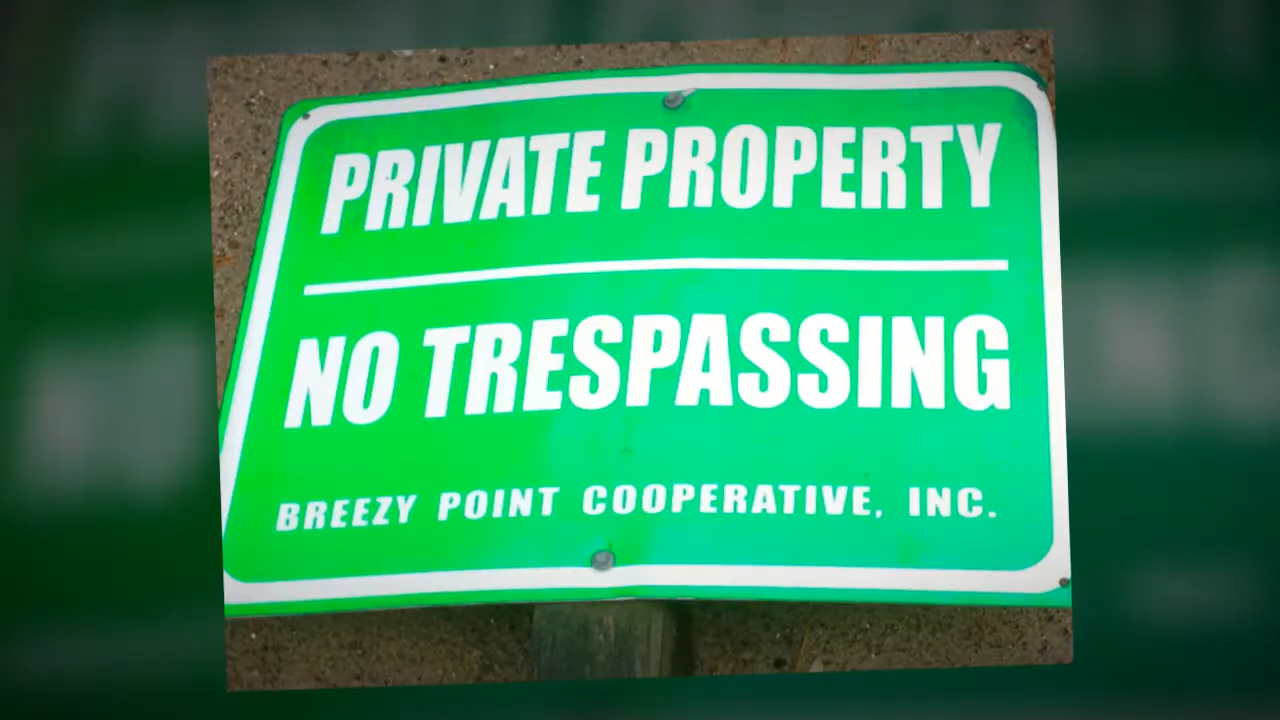 PRIVATE PROPERTY
NO TRESPASSING
BREEZY POINT COOPERATIVE, INC.